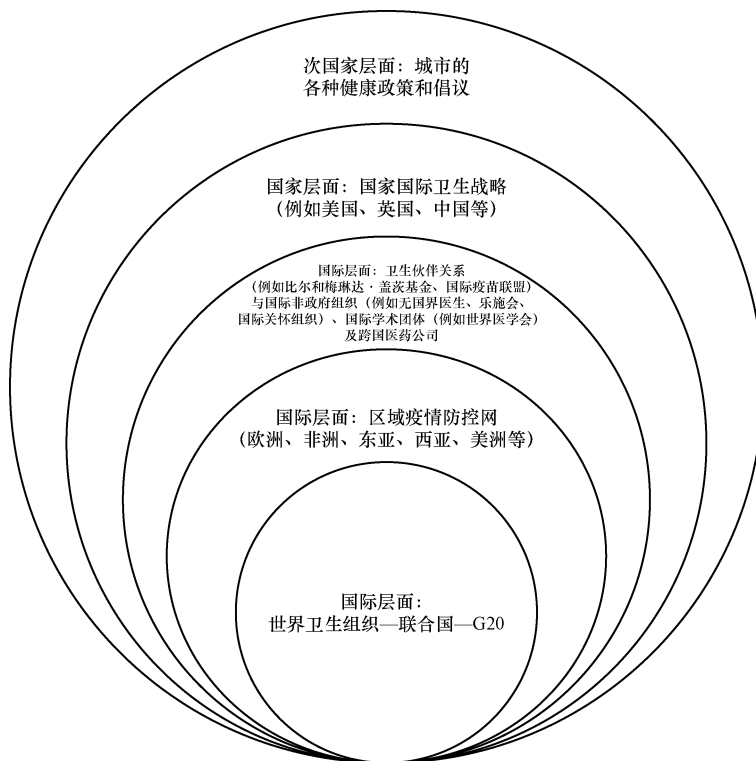 次国家层面：城市的
各种健康政策和倡议
国家层面：国家国际卫生战略
（例如美国、英国、中国等）
国际层面：卫生伙伴关系
（例如比尔和梅琳达·盖茨基金、国际疫苗联盟）
与国际非政府组织（例如无国界医生、乐施会、
国际关怀组织）、国际学术团体（例如世界医学会）
及跨国医药公司
国际层面：区域疫情防控网
（欧洲、非洲、东亚、西亚、美洲等）
国际层面：
世界卫生组织—联合国—G20